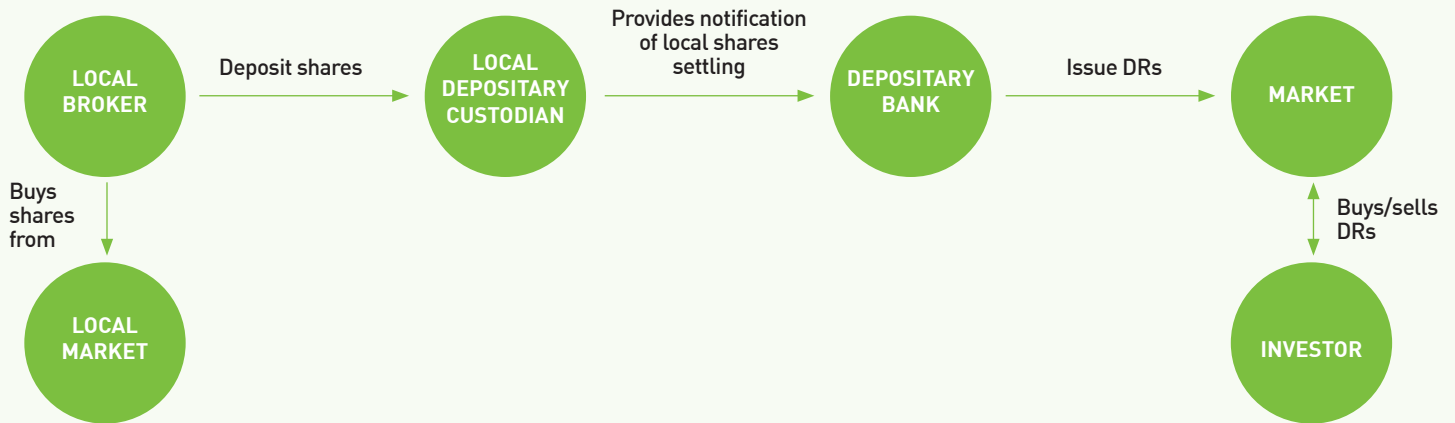 LOCAL
BROKER
Deposit shares
LOCAL
DEPOSITARY
CUSTODIAN
Provides notification
of local shares
settling
DEPOSITARY
BANK
Issue DRs
MARKET
Buys
shares
from
Buys/sells
DRs
LOCAL
MARKET
INVESTOR